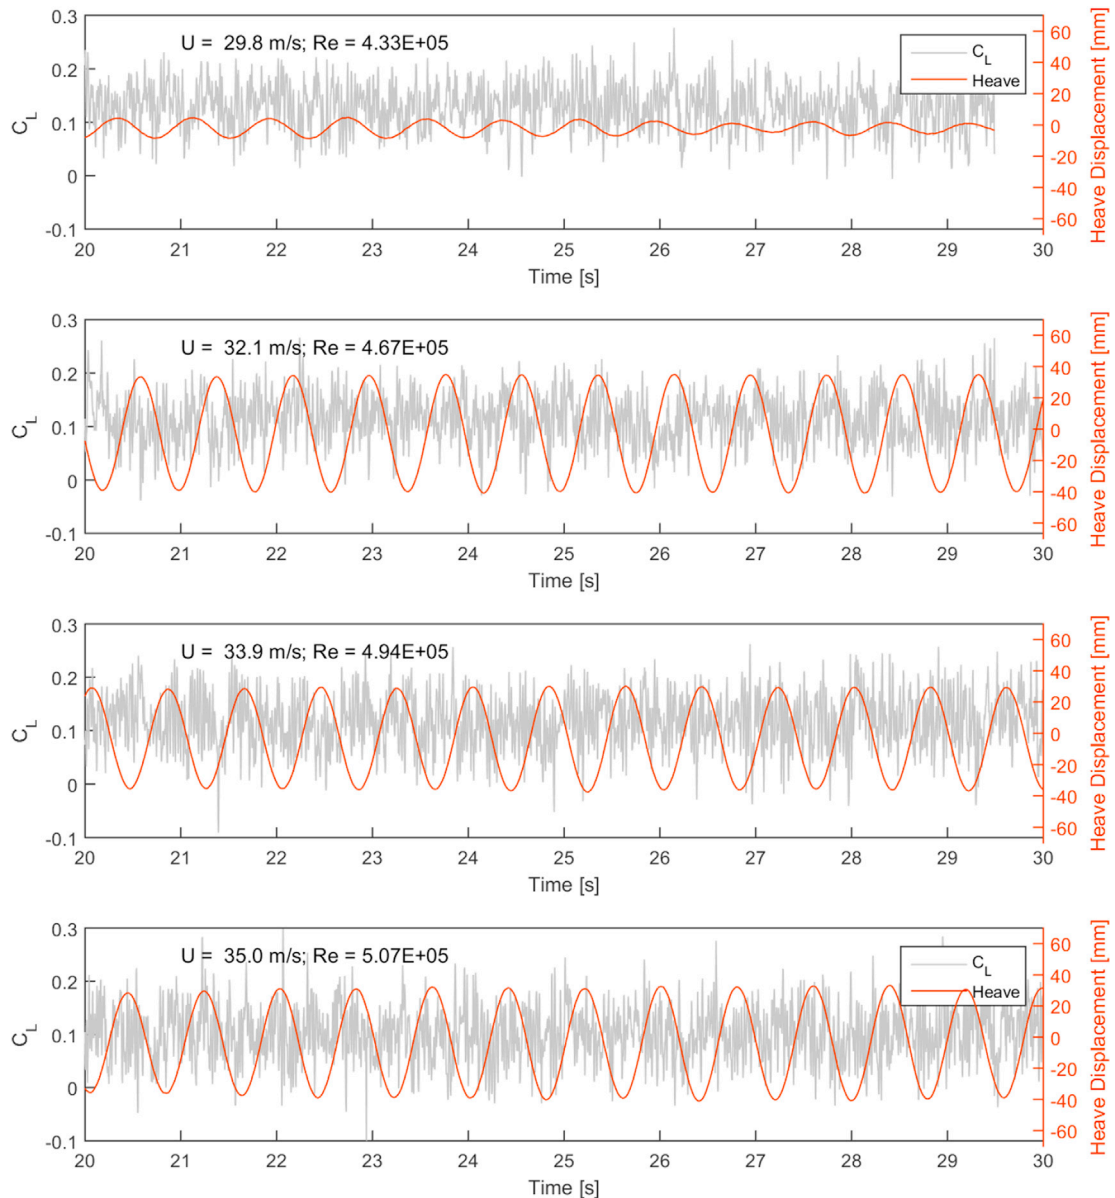 U = 29.8 m/s; Re = 4.33E+05
C_L
Heave
0.3
0.2
0.1
0
-0.1
C_L
60
40
20
0
-20
-40
-60
Heave Displacement [mm]
20 21 22 23 24 25 26 27 28 29 30
Time [s]
U = 32.1 m/s; Re = 4.67E+05
0.3
0.2
0.1
0
-0.1
C_L
60
40
20
0
-20
-40
-60
Heave Displacement [mm]
20 21 22 23 24 25 26 27 28 29 30
Time [s]
U = 33.9 m/s; Re = 4.94E+05
0.3
0.2
0.1
0
-0.1
C_L
60
40
20
0
-20
-40
-60
Heave Displacement [mm]
20 21 22 23 24 25 26 27 28 29 30
Time [s]
U = 35.0 m/s; Re = 5.07E+05
C_L
Heave
0.3
0.2
0.1
0
-0.1
C_L
60
40
20
0
-20
-40
-60
Heave Displacement [mm]
20 21 22 23 24 25 26 27 28 29 30
Time [s]